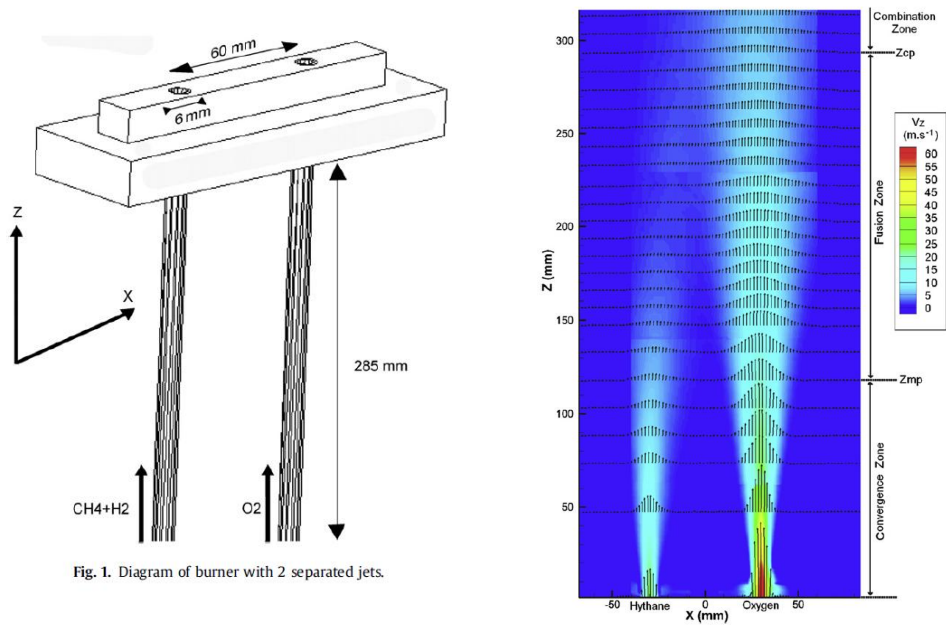 60 mm
6 mm
Z
X
285 mm
CH4+H2
O2
Fig. 1. Diagram of burner with 2 separated jets.
300
250
200
150
100
50
Z (mm)
-50
Hythane
0
Oxygen
50
X (mm)
Combination
Zone
Zcp
Fusion Zone
Zmp
Convergence Zone
Vz
(m.s⁻¹)
60
55
50
45
40
35
30
25
20
15
10
5
0